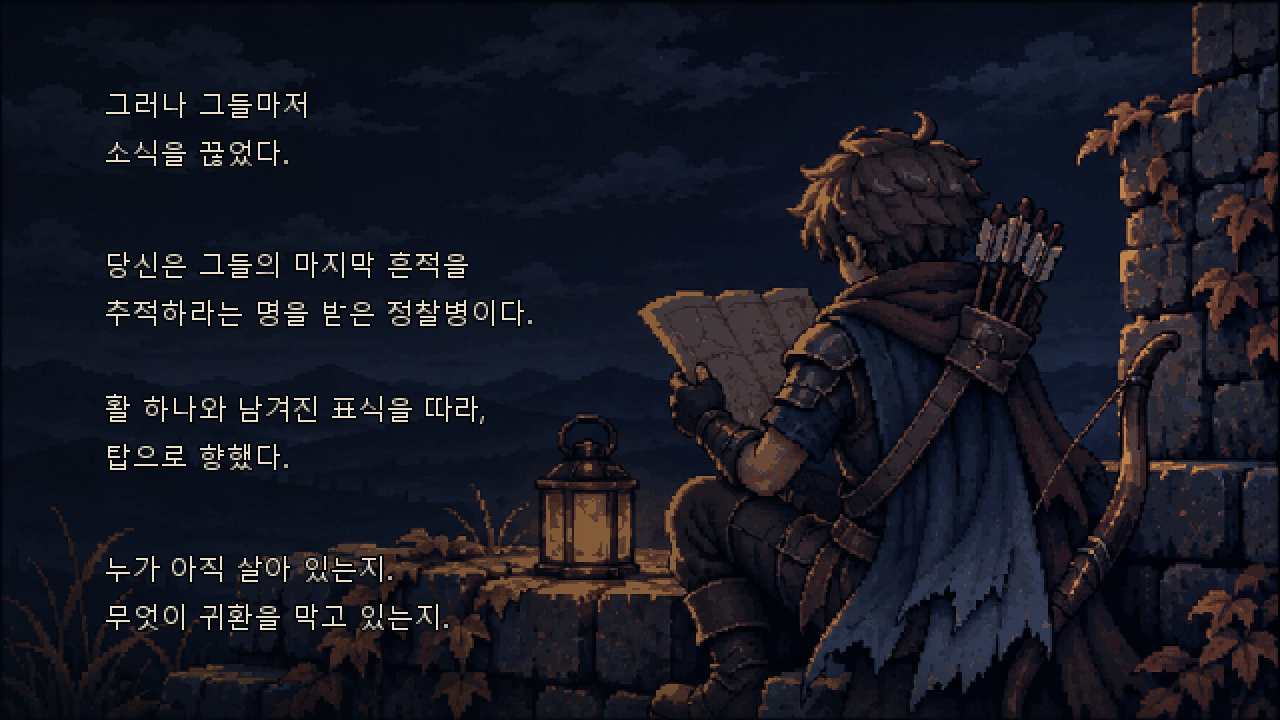 그러나 그들마저
소식을 끊었다.
당신은 그들의 마지막 흔적을
추적하라는 명을 받은 정찰병이다.
활 하나와 남겨진 표식을 따라,
탑으로 향했다.
누가 아직 살아 있는지.
무엇이 귀환을 막고 있는지.